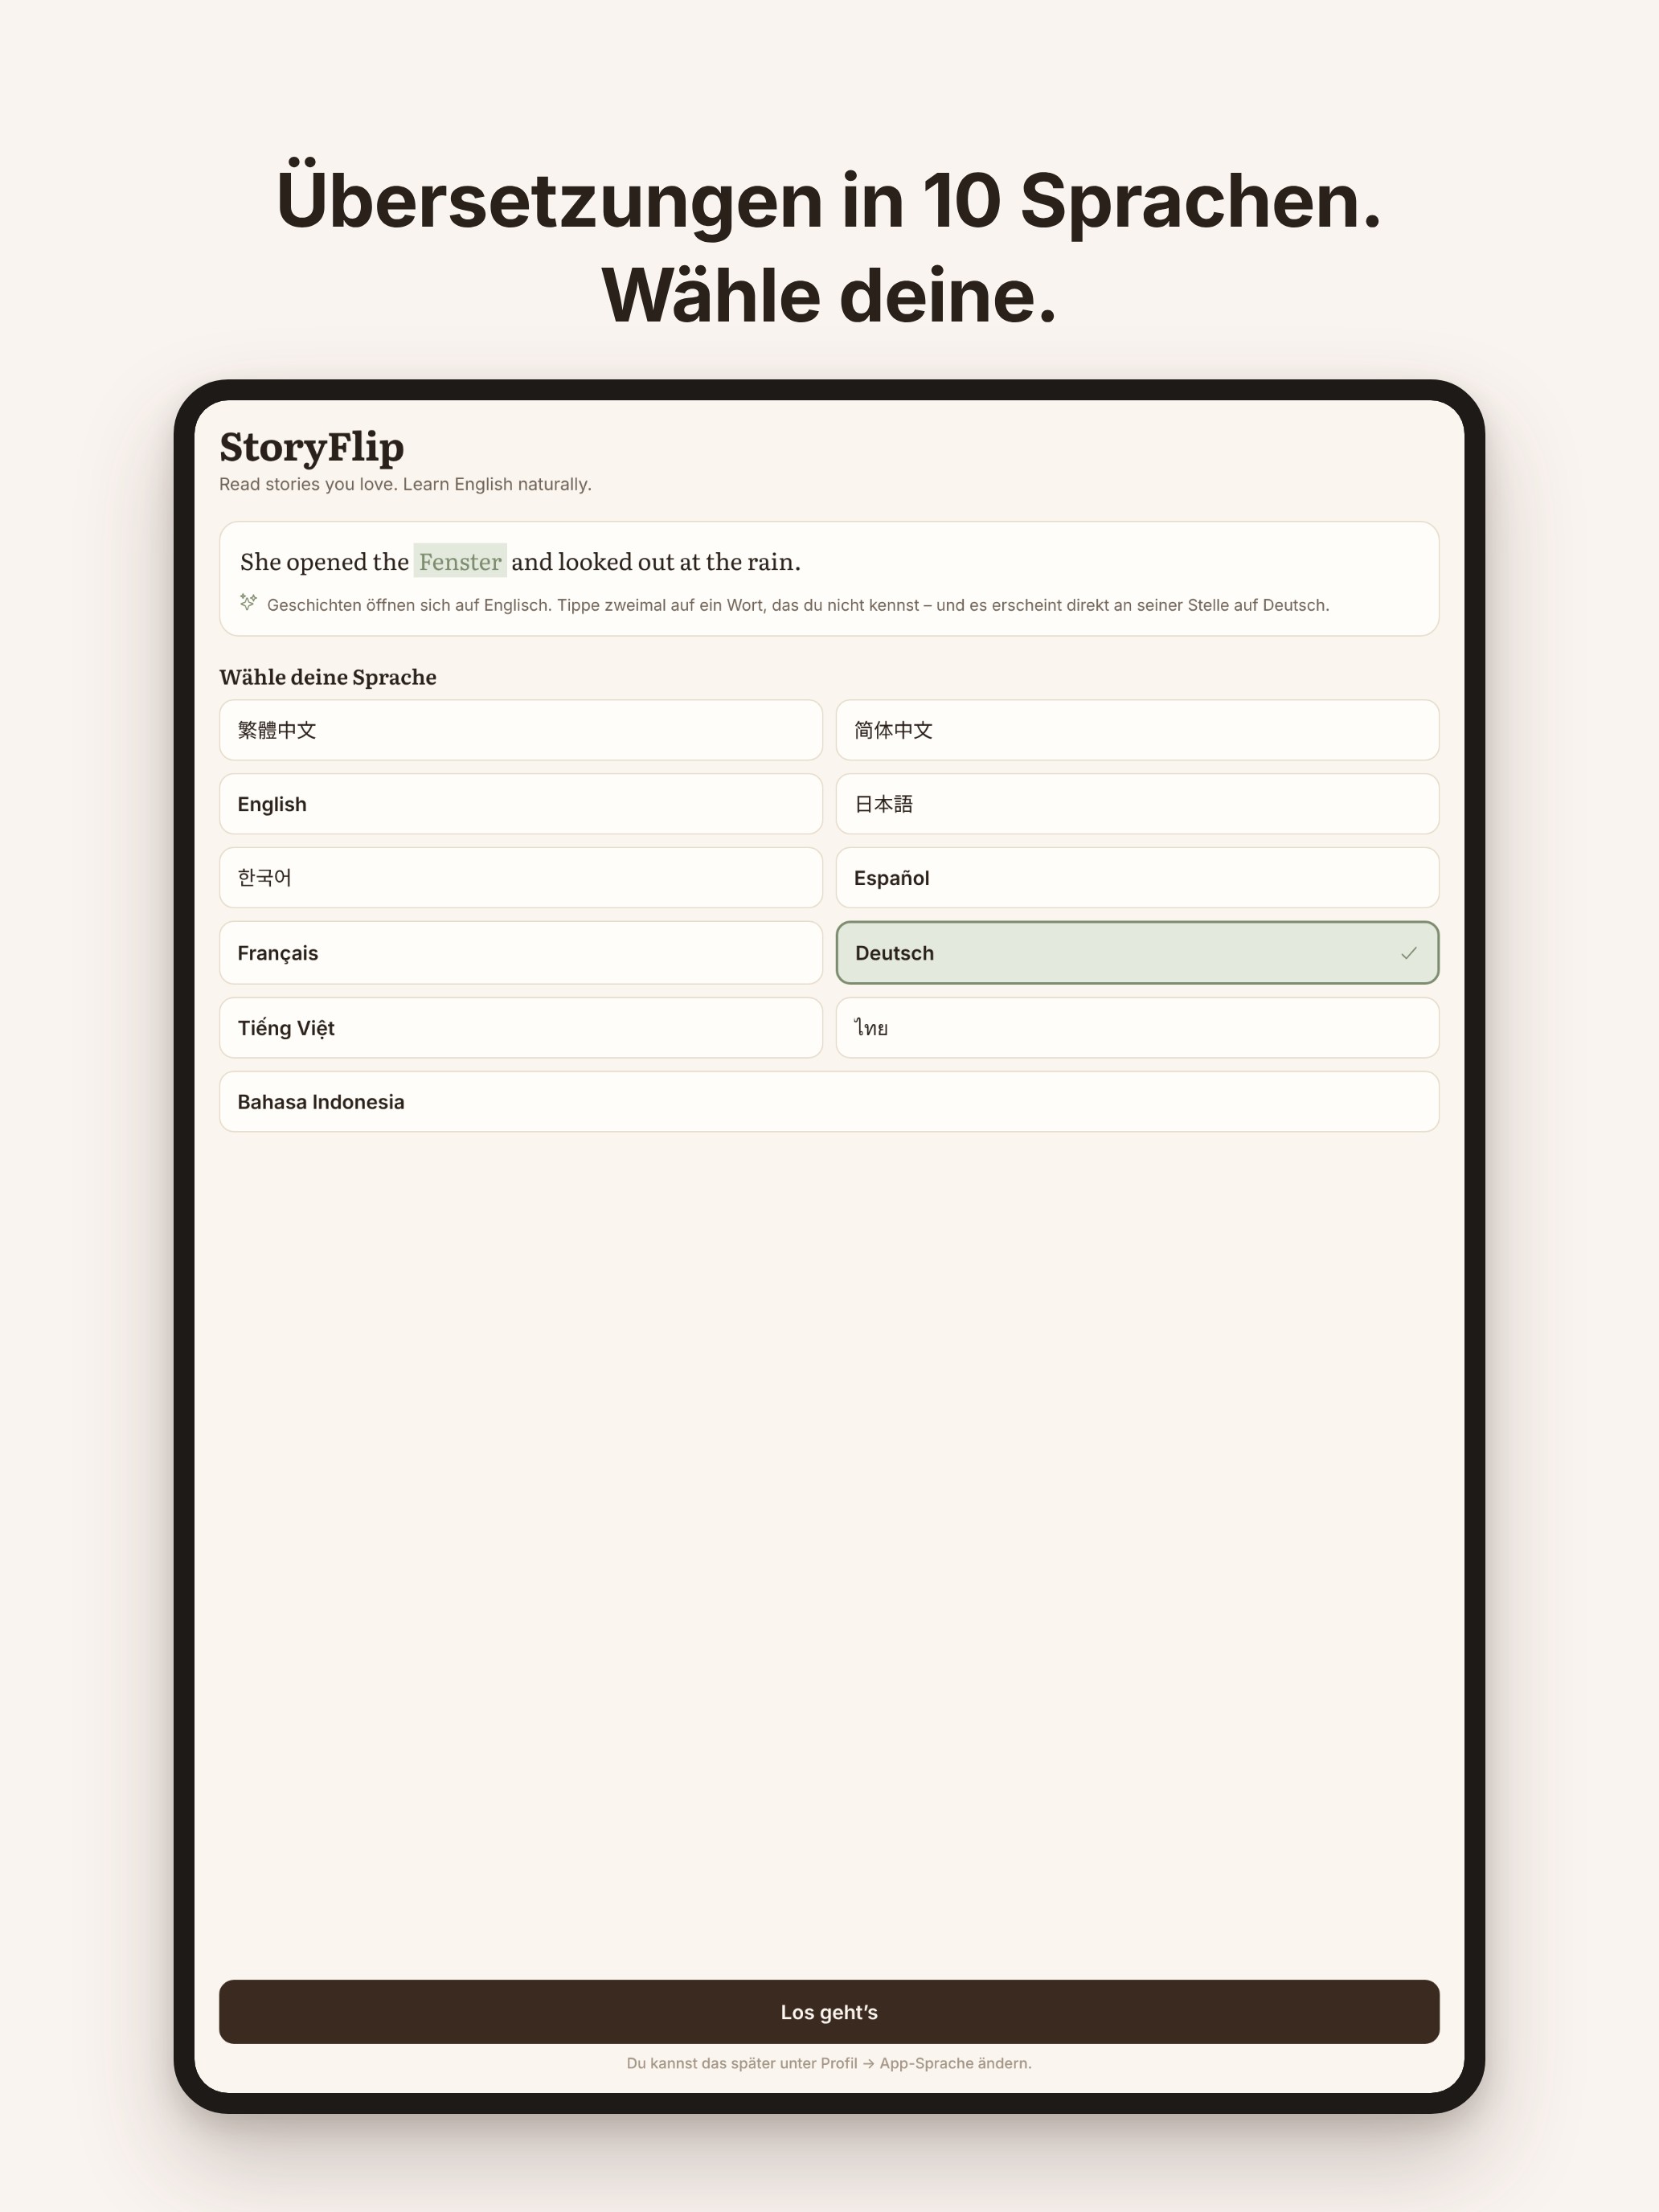 Übersetzungen in 10 Sprachen.
Wähle deine.
StoryFlip
Read stories you love. Learn English naturally.
She opened the Fenster and looked out at the rain.
Geschichten öffnen sich auf Englisch. Tippe zweimal auf ein Wort, das du nicht kennst – und es erscheint direkt an seiner Stelle auf Deutsch.
Wähle deine Sprache
繁體中文
简体中文
English
日本語
한국어
Español
Français
Deutsch
Tiếng Việt
ไทย
Bahasa Indonesia
Los geht’s
Du kannst das später unter Profil → App-Sprache ändern.